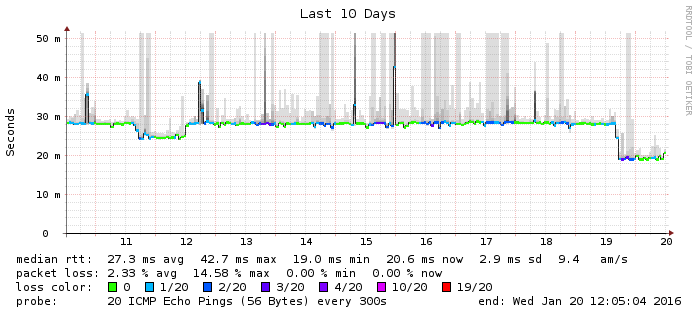 Last 10 Days
RRDTOOL / TOBI OETIKER
Seconds
50 m
40 m
30 m
20 m
10 m
0
11 12 13 14 15 16 17 18 19 20
median rtt: 27.3 ms avg 42.7 ms max 19.0 ms min 20.6 ms now 2.9 ms sd 9.4 am/s
packet loss: 2.33 % avg 14.58 % max 0.00 % min 0.00 % now
loss color: 0 1/20 2/20 3/20 4/20 10/20 19/20
probe: 20 ICMP Echo Pings (56 Bytes) every 300s end: Wed Jan 20 12:05:04 2016